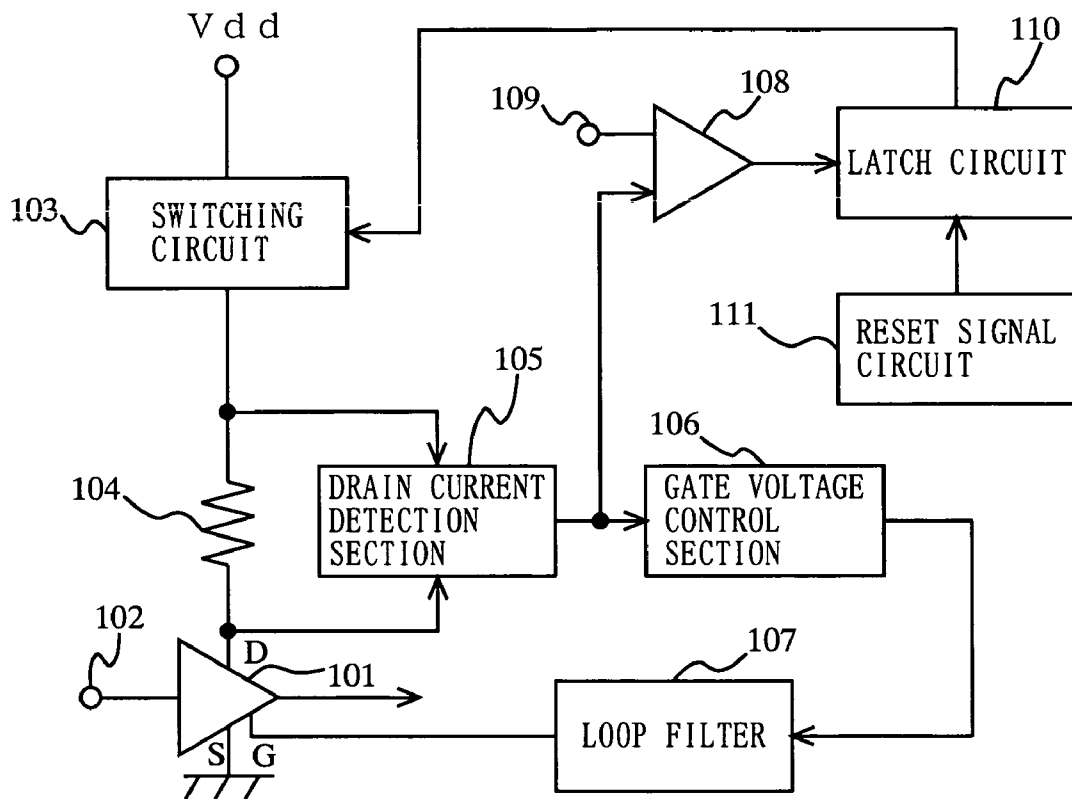 Vdd
110
109
108
LATCH CIRCUIT
103
SWITCHING
CIRCUIT
111
RESET SIGNAL
CIRCUIT
105
106
104
DRAIN CURRENT
DETECTION
SECTION
GATE VOLTAGE
CONTROL
SECTION
102
D
101
107
S
G
LOOP FILTER